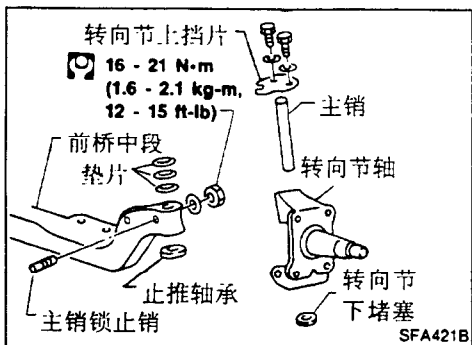 转向节上挡片
16 - 21 N·m
(1.6 - 2.1 kg-m,
12 - 15 ft-lb)
主销
前桥中段
垫片
转向节轴
止推轴承
转向节
下堵塞
主销锁止销
SFA421B